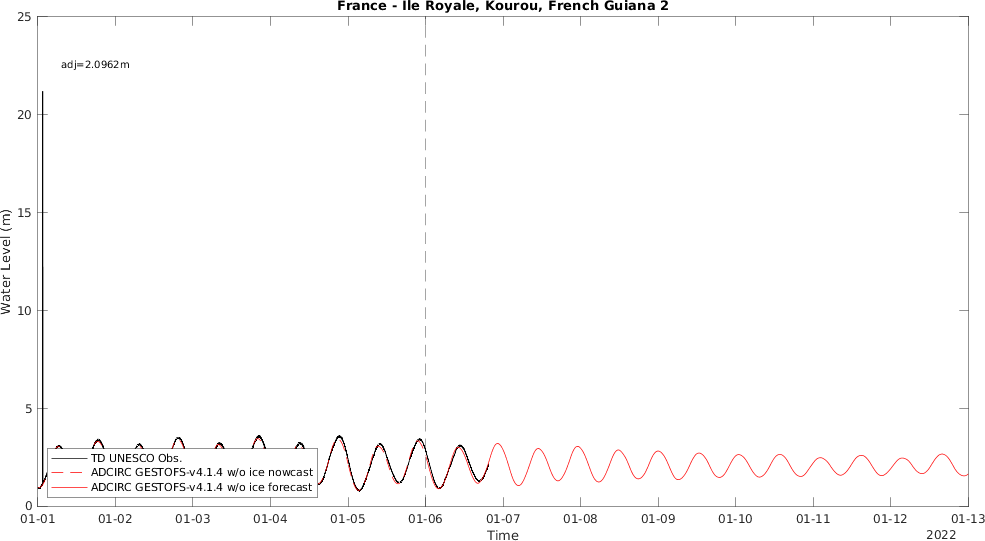 France - Ile Royale, Kourou, French Guiana 2
25
adj=2.0962m
20
15
Water Level (m)
10
5
TD UNESCO Obs.
ADCIRC GESTOFS-v4.1.4 w/o ice nowcast
ADCIRC GESTOFS-v4.1.4 w/o ice forecast
0
01-01 01-02 01-03 01-04 01-05 01-06 01-07 01-08 01-09 01-10 01-11 01-12 01-13
Time
2022